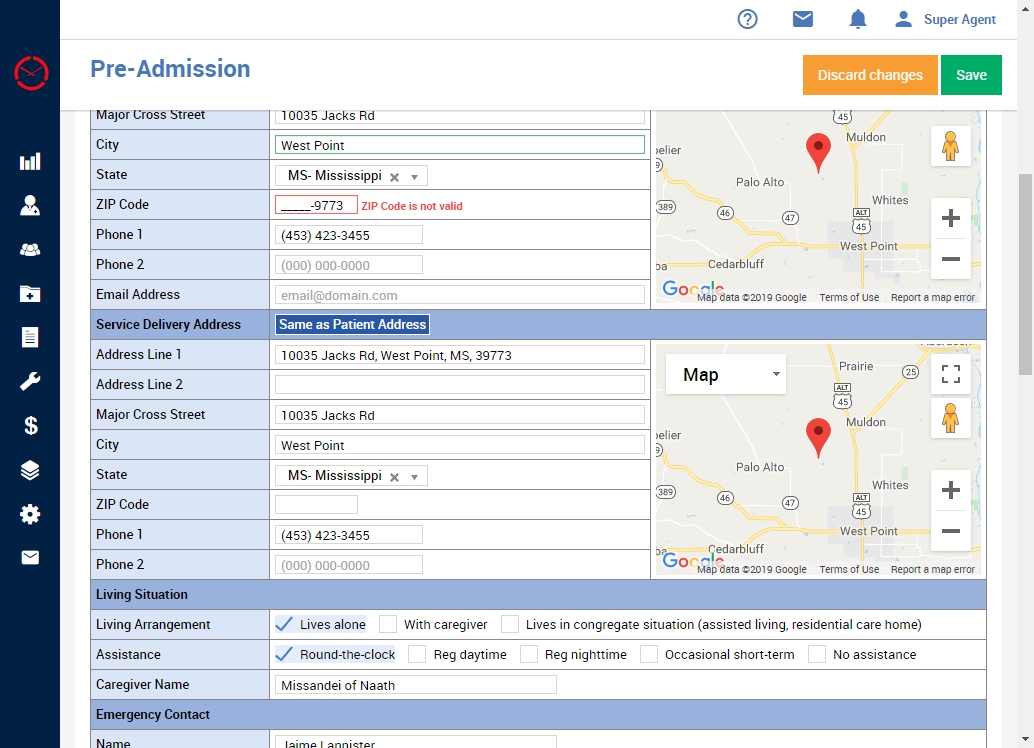 Super Agent
Pre-Admission
Discard changes
Save
Major Cross Street 10035 Jacks Rd
City West Point
State MS- Mississippi
ZIP Code _____-9773 ZIP Code is not valid
Phone 1 (453) 423-3455
Phone 2 (000) 000-0000
Email Address email@domain.com
45
Muldon
pelier
Palo Alto
389
46
47
Whites
ALT
45
West Point
Cedarbluff
Google
Map data ©2019 Google Terms of Use Report a map error
Service Delivery Address Same as Patient Address
Address Line 1 10035 Jacks Rd, West Point, MS, 39773
Address Line 2
Major Cross Street 10035 Jacks Rd
City West Point
State MS- Mississippi
ZIP Code
Phone 1 (453) 423-3455
Phone 2 (000) 000-0000
Map
Prairie
25
ALT
45
Muldon
pelier
Palo Alto
389
46
47
Whites
ALT
45
West Point
Cedarbluff
Google
Map data ©2019 Google Terms of Use Report a map error
Living Situation
Living Arrangement Lives alone With caregiver Lives in congregate situation (assisted living, residential care home)
Assistance Round-the-clock Reg daytime Reg nighttime Occasional short-term No assistance
Caregiver Name Missandei of Naath
Emergency Contact
Name Jaime Lannister